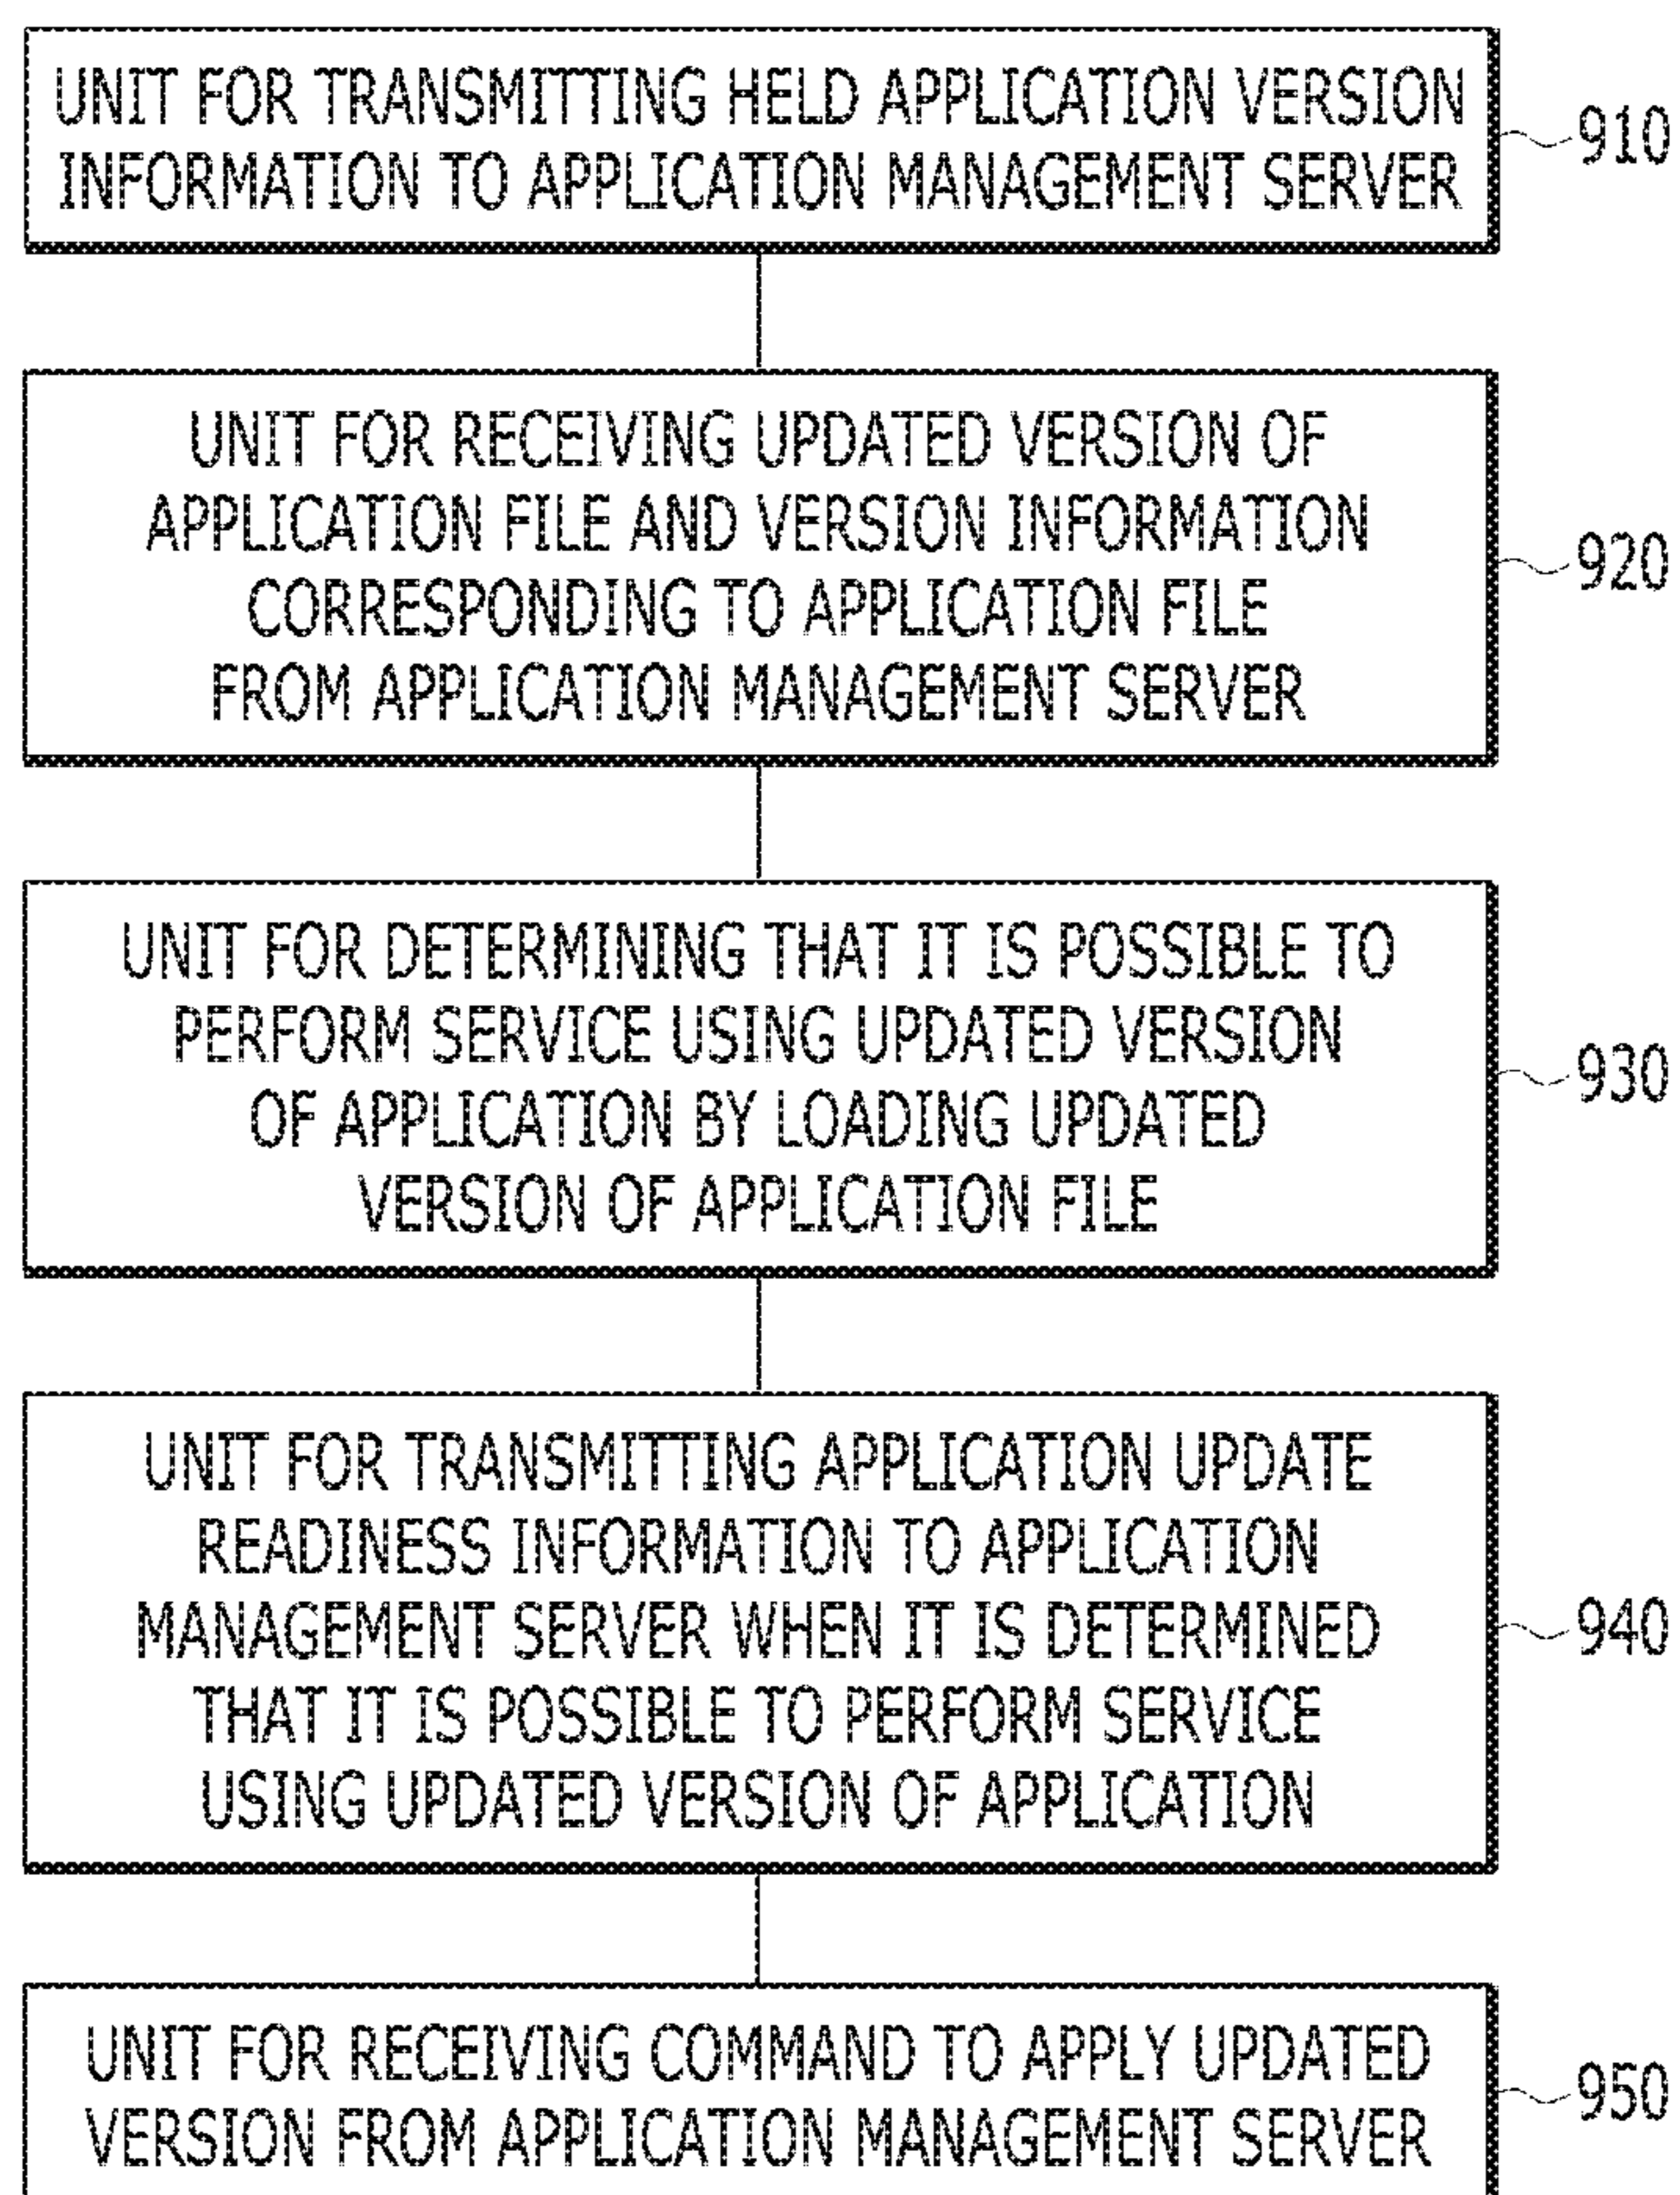 UNIT FOR TRANSMITTING HELD APPLICATION VERSION
INFORMATION TO APPLICATION MANAGEMENT SERVER
910
UNIT FOR RECEIVING UPDATED VERSION OF
APPLICATION FILE AND VERSION INFORMATION
CORRESPONDING TO APPLICATION FILE
FROM APPLICATION MANAGEMENT SERVER
920
UNIT FOR DETERMINING THAT IT IS POSSIBLE TO
PERFORM SERVICE USING UPDATED VERSION
OF APPLICATION BY LOADING UPDATED
VERSION OF APPLICATION FILE
930
UNIT FOR TRANSMITTING APPLICATION UPDATE
READINESS INFORMATION TO APPLICATION
MANAGEMENT SERVER WHEN IT IS DETERMINED
THAT IT IS POSSIBLE TO PERFORM SERVICE
USING UPDATED VERSION OF APPLICATION
940
UNIT FOR RECEIVING COMMAND TO APPLY UPDATED
VERSION FROM APPLICATION MANAGEMENT SERVER
950